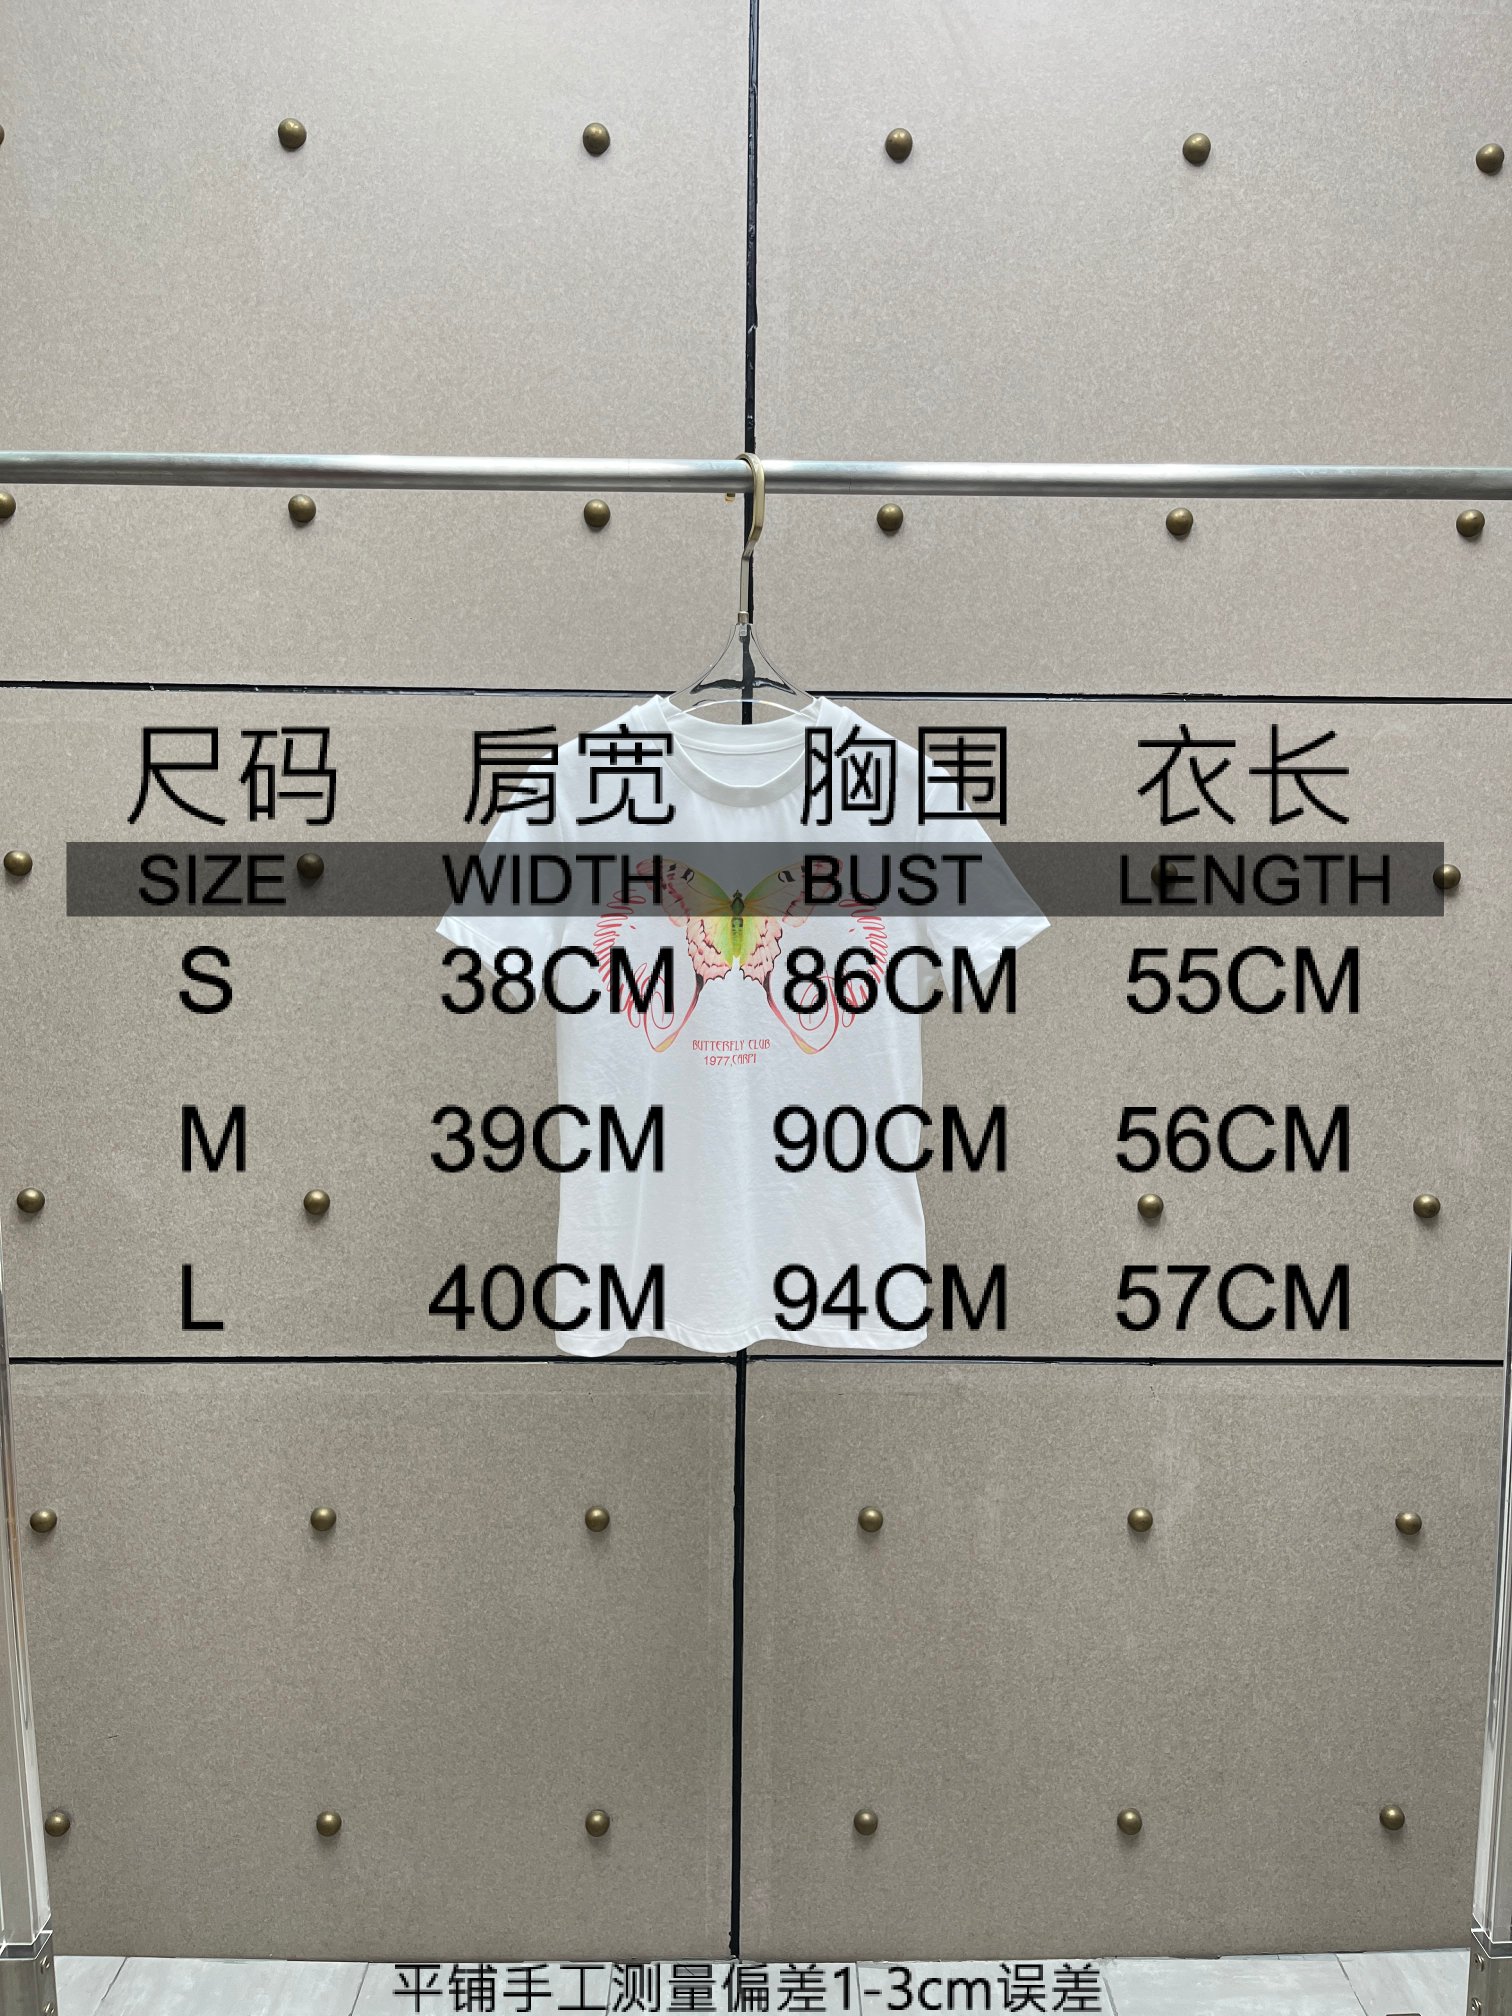 尺码 肩宽 胸围 衣长
SIZE WIDTH BUST LENGTH
S 38CM 86CM 55CM
BUTTERFLY CLUB
1977,CARPI
M 39CM 90CM 56CM
L 40CM 94CM 57CM
平铺手工测量偏差1-3cm误差